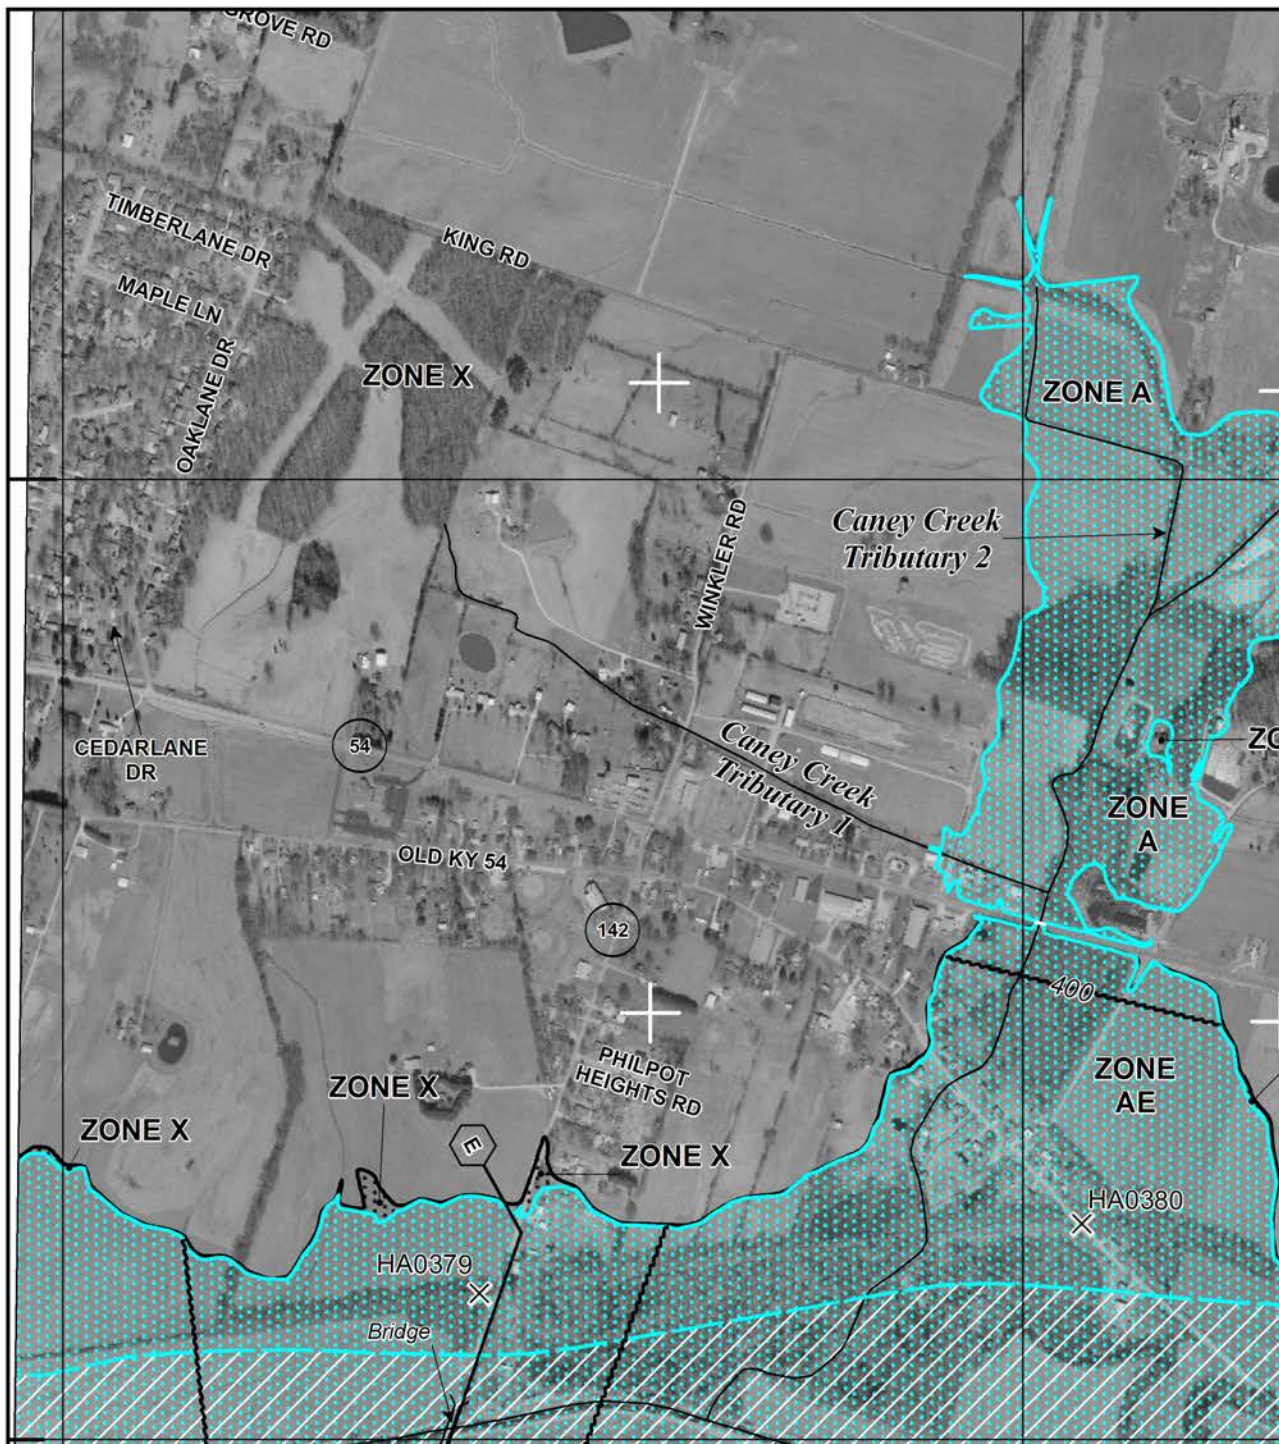 GROVE RD
TIMBERLANE DR
MAPLE LN
OAKLANE DR
KING RD
ZONE X
ZONE A
Caney Creek
Tributary 2
WINKLER RD
CEDARLANE
DR
54
Caney Creek
Tributary 1
ZO
ZONE
A
OLD KY 54
142
400
PHILPOT
HEIGHTS RD
ZONE
AE
ZONE X
ZONE X
E
ZONE X
HA0380
HA0379
Bridge